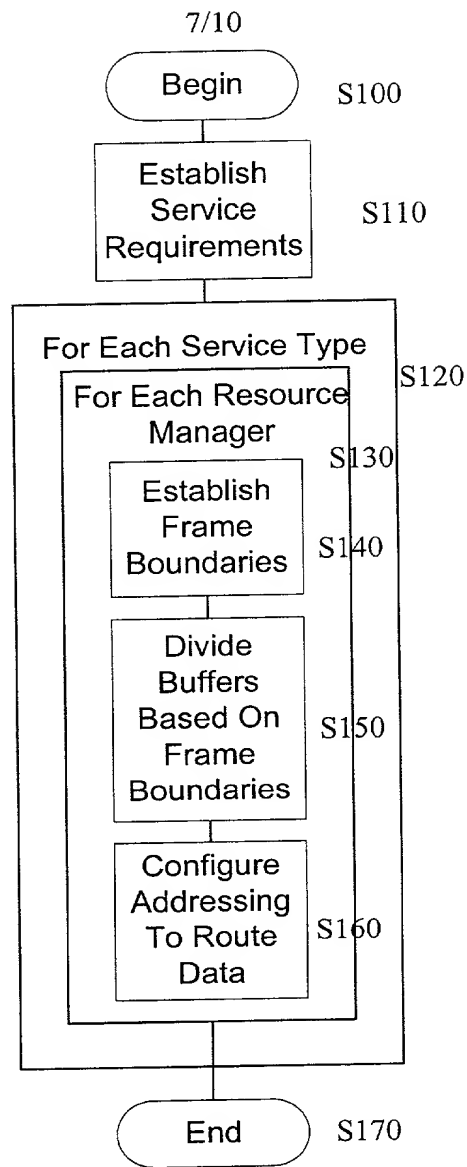 7/10
Begin
S100
Establish
Service
Requirements
S110
For Each Service Type
S120
For Each Resource
Manager
S130
Establish
Frame
Boundaries
S140
Divide
Buffers
Based On
Frame
Boundaries
S150
Configure
Addressing
To Route
Data
S160
End
S170